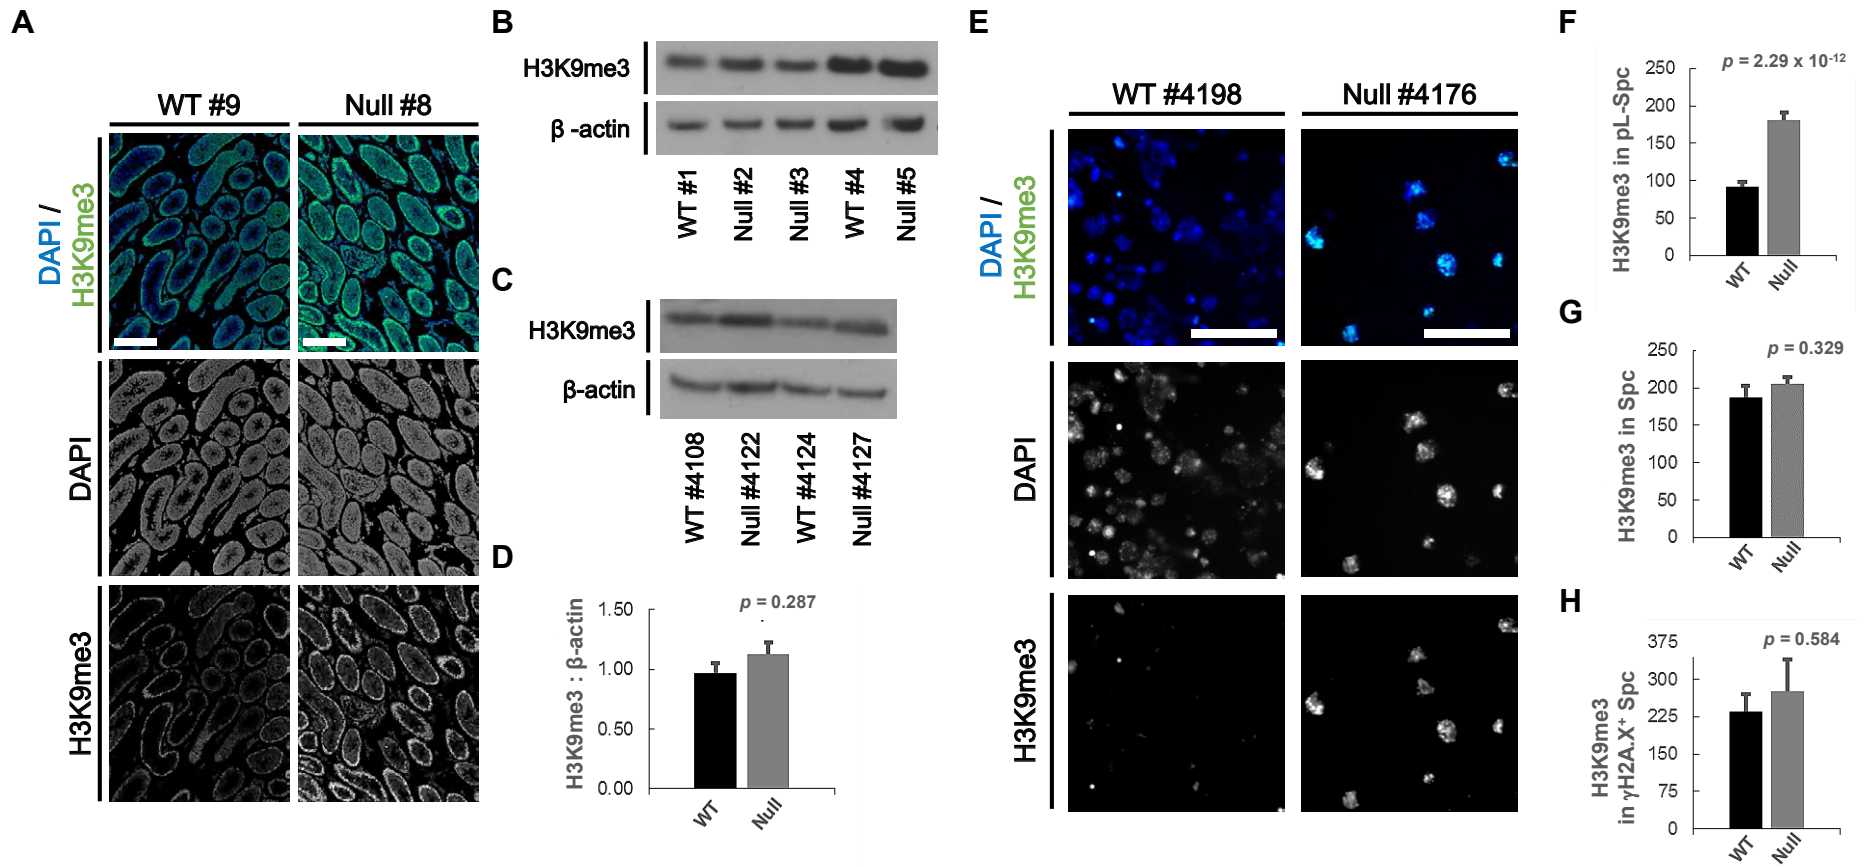 A
WT #9
Null #8
DAPI /
H3K9me3
DAPI
H3K9me3
B
H3K9me3
β -actin
WT #1
Null #2
Null #3
WT #4
Null #5
C
H3K9me3
β-actin
WT #4108
Null #4122
WT #4124
Null #4127
D
p = 0.287
H3K9me3 : β-actin
1.50
1.00
0.50
0.00
WT
Null
E
WT #4198
Null #4176
DAPI /
H3K9me3
DAPI
H3K9me3
F
p = 2.29 x 10⁻¹²
H3K9me3 in pL-Spc
250
200
150
100
50
0
WT
Null
G
p = 0.329
H3K9me3 in Spc
250
200
150
100
50
0
WT
Null
H
p = 0.584
H3K9me3
in γH2A.X⁺ Spc
375
300
225
150
75
0
WT
Null